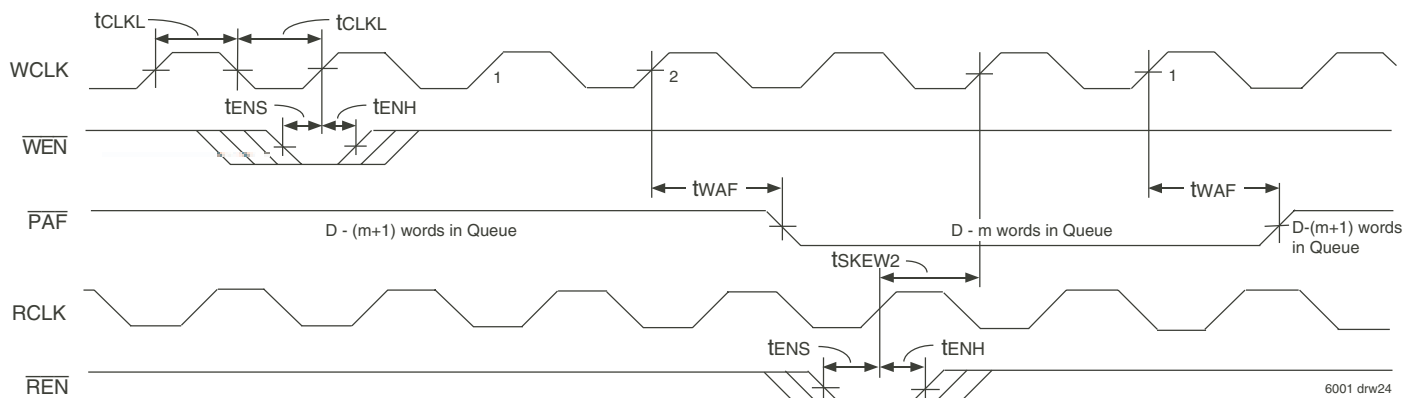 tCLKL
tCLKL
WCLK
1
2
1
tENS
tENH
WEN
tWAF
tWAF
PAF
D - (m+1) words in Queue
D - m words in Queue
D-(m+1) words
in Queue
tSKEW2
RCLK
tENS
tENH
REN
6001 drw24